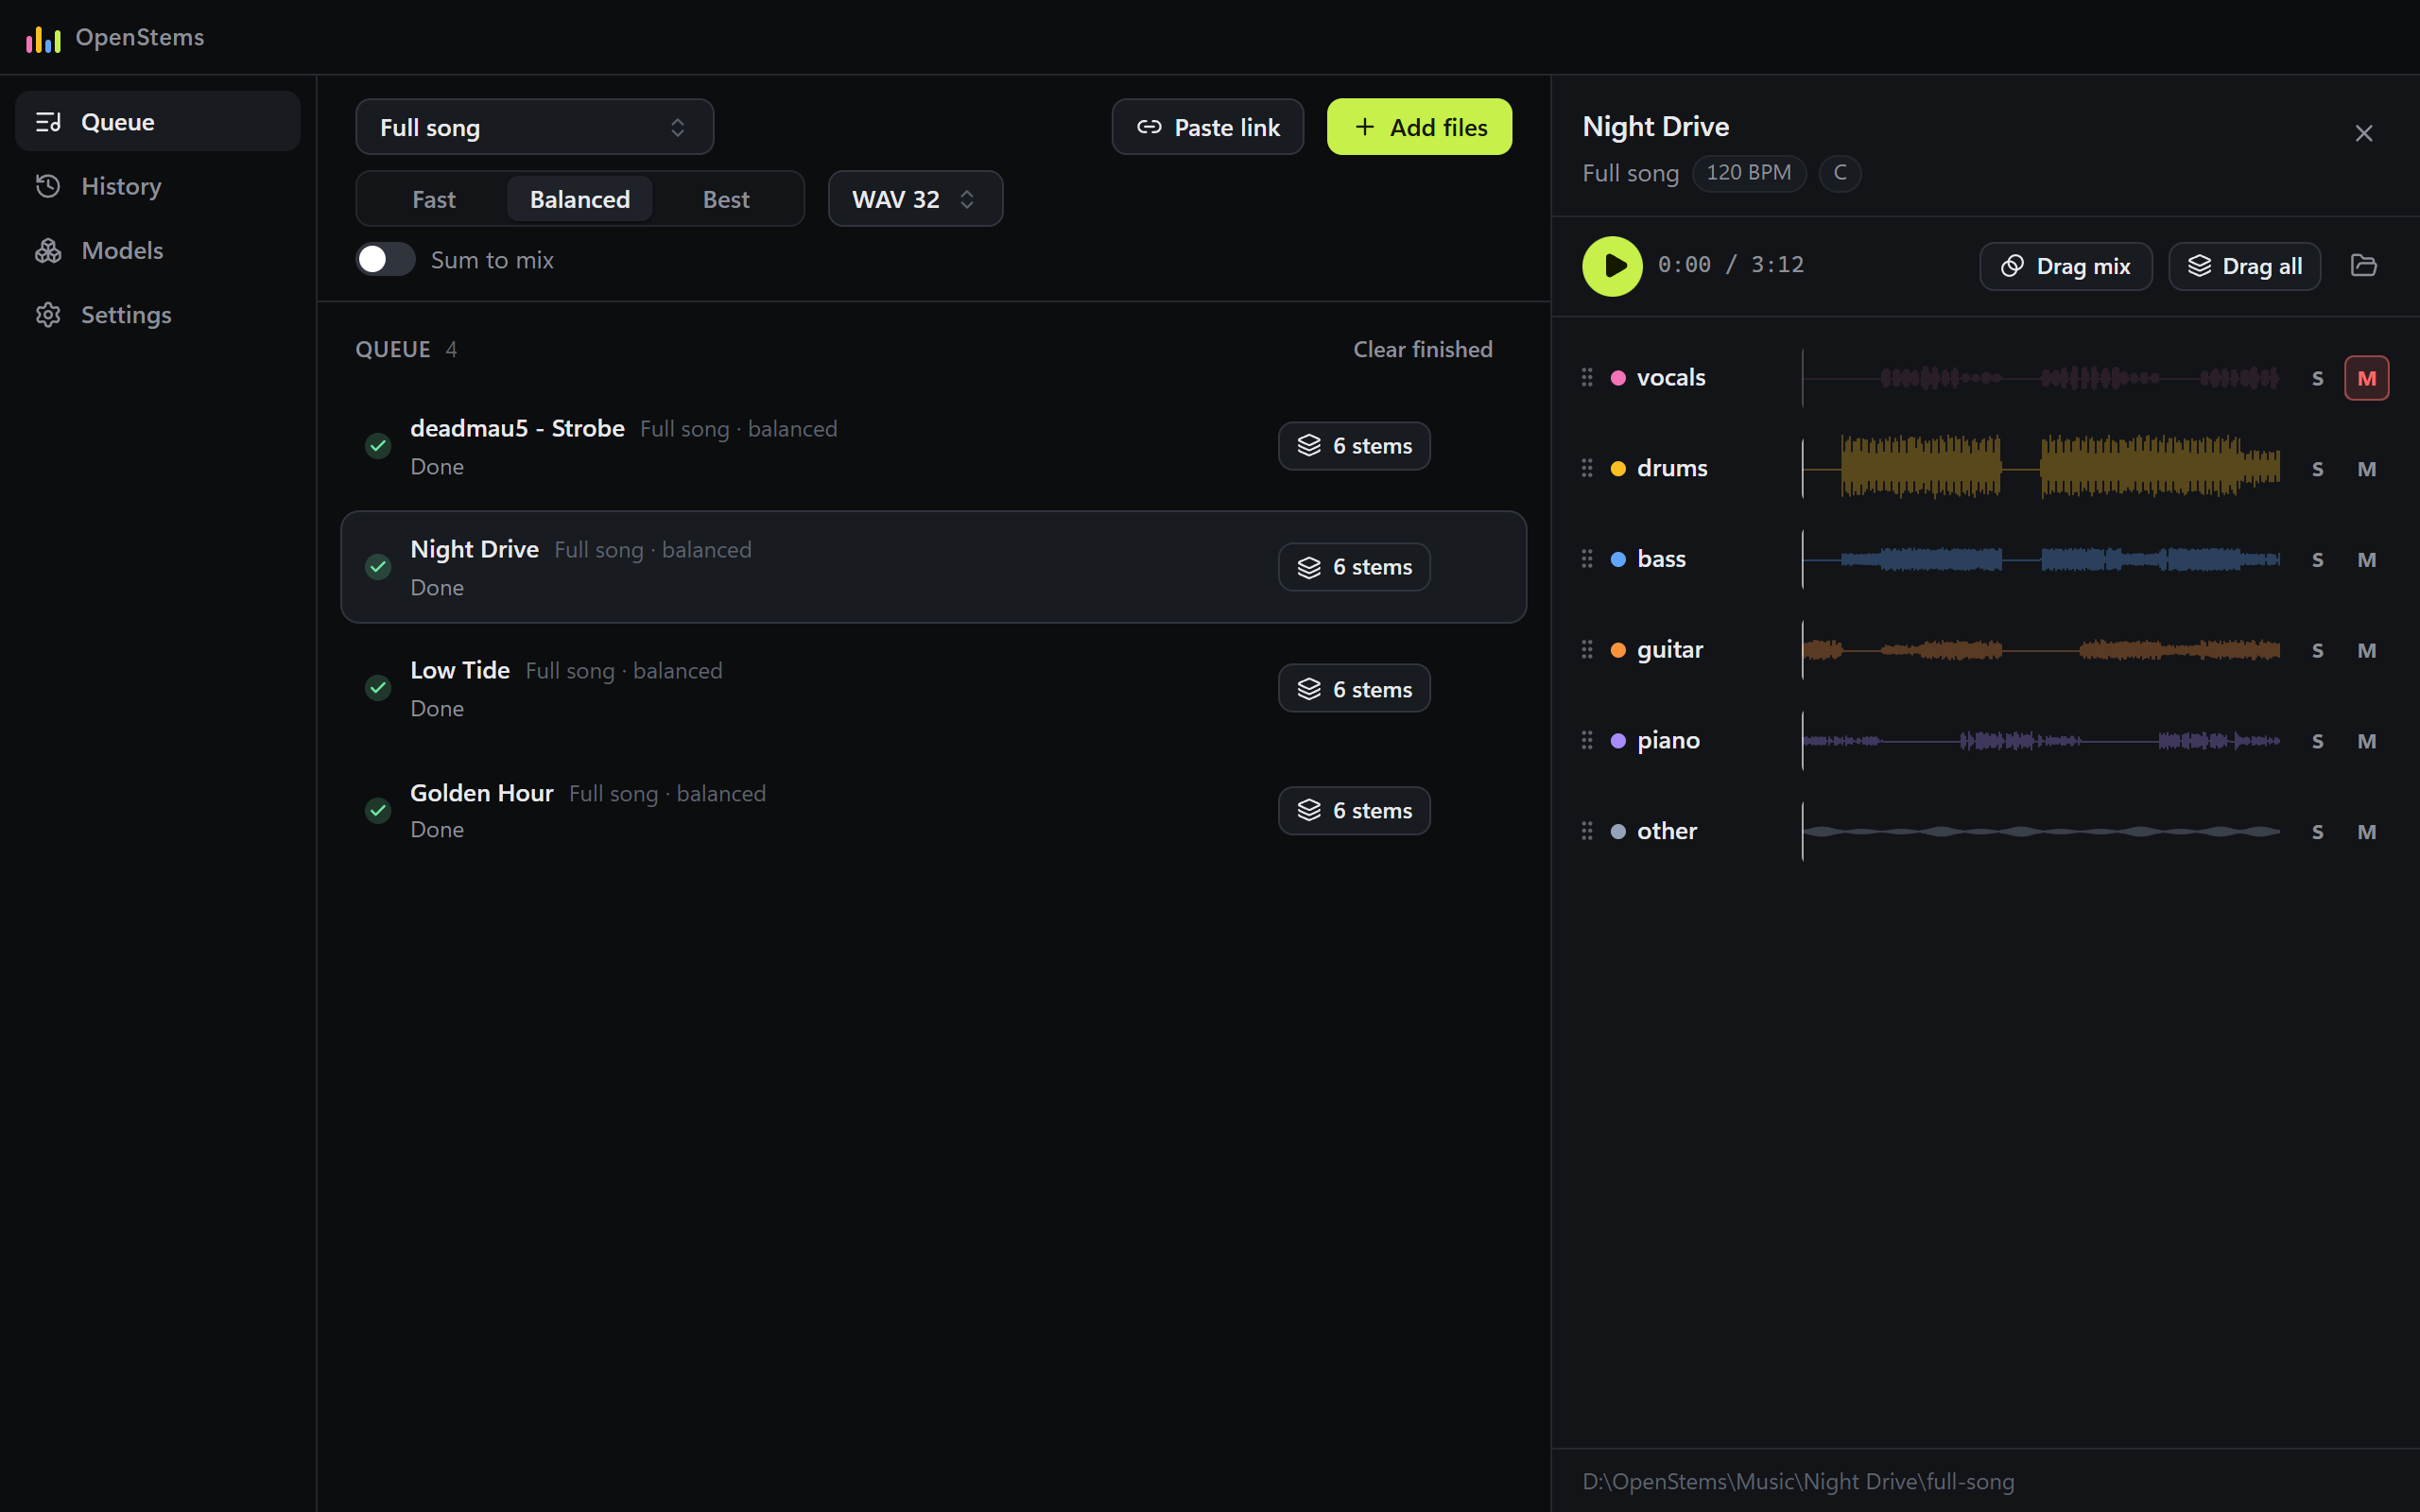 OpenStems
Queue
History
Models
Settings
Full song
Paste link
Add files
Fast Balanced Best WAV 32
Sum to mix
QUEUE 4 Clear finished
deadmau5 - Strobe Full song · balanced
Done
6 stems
Night Drive Full song · balanced
Done
6 stems
Low Tide Full song · balanced
Done
6 stems
Golden Hour Full song · balanced
Done
6 stems
Night Drive
Full song 120 BPM C
0:00 / 3:12 Drag mix Drag all
vocals S M
drums S M
bass S M
guitar S M
piano S M
other S M
D:\OpenStems\Music\Night Drive\full-song